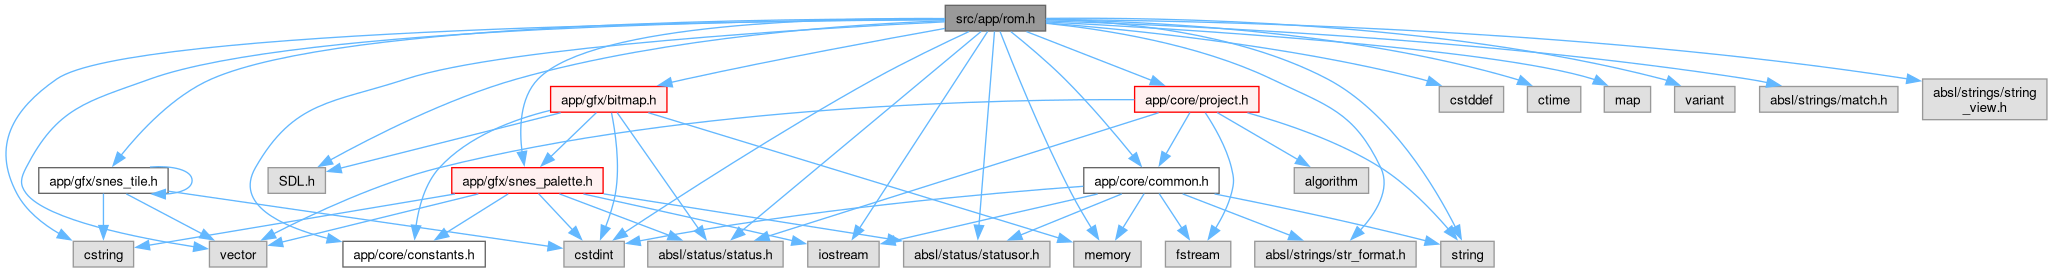 src/app/rom.h
app/gfx/bitmap.h
app/core/project.h
cstddef
ctime
map
variant
absl/strings/match.h
absl/strings/string
_view.h
app/gfx/snes_tile.h
SDL.h
app/gfx/snes_palette.h
app/core/common.h
algorithm
cstring
vector
app/core/constants.h
cstdint
absl/status/status.h
iostream
absl/status/statusor.h
memory
fstream
absl/strings/str_format.h
string